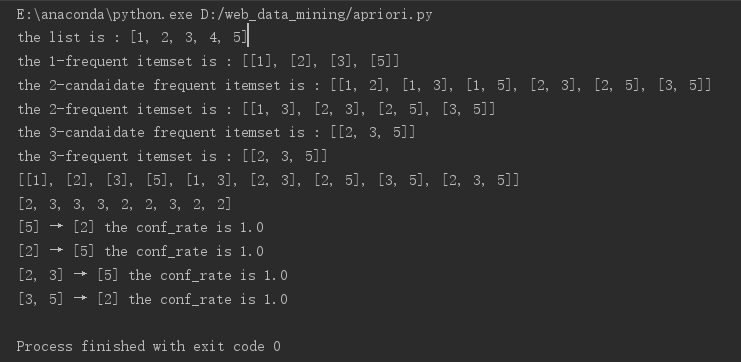 E:\anaconda\python.exe D:/web_data_mining/apriori.py
the list is : [1, 2, 3, 4, 5]
the 1-frequent itemset is : [[1], [2], [3], [5]]
the 2-candaidate frequent itemset is : [[1, 2], [1, 3], [1, 5], [2, 3], [2, 5], [3, 5]]
the 2-frequent itemset is : [[1, 3], [2, 3], [2, 5], [3, 5]]
the 3-candaidate frequent itemset is : [[2, 3, 5]]
the 3-frequent itemset is : [[2, 3, 5]]
[[1], [2], [3], [5], [1, 3], [2, 3], [2, 5], [3, 5], [2, 3, 5]]
[2, 3, 3, 3, 2, 2, 3, 2, 2]
[5] → [2] the conf_rate is 1.0
[2] → [5] the conf_rate is 1.0
[2, 3] → [5] the conf_rate is 1.0
[3, 5] → [2] the conf_rate is 1.0
Process finished with exit code 0